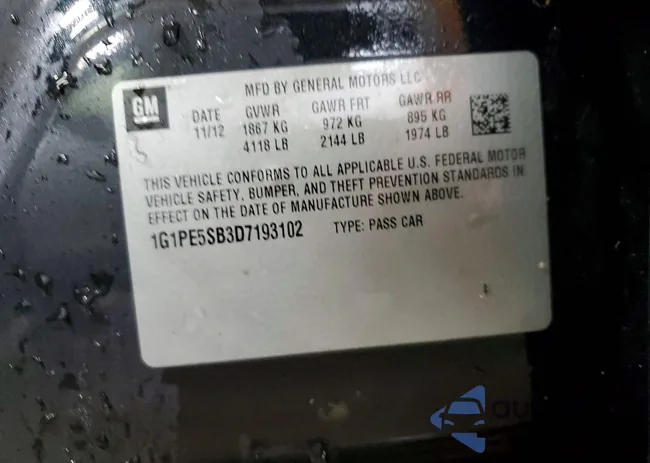 GM
MFD BY GENERAL MOTORS LLC
DATE GVWR GAWR FRT GAWR RR
11/12 1867 KG 972 KG 895 KG
4118 LB 2144 LB 1974 LB
THIS VEHICLE CONFORMS TO ALL APPLICABLE U.S. FEDERAL MOTOR
VEHICLE SAFETY, BUMPER, AND THEFT PREVENTION STANDARDS IN
EFFECT ON THE DATE OF MANUFACTURE SHOWN ABOVE.
1G1PE5SB3D7193102 TYPE: PASS CAR